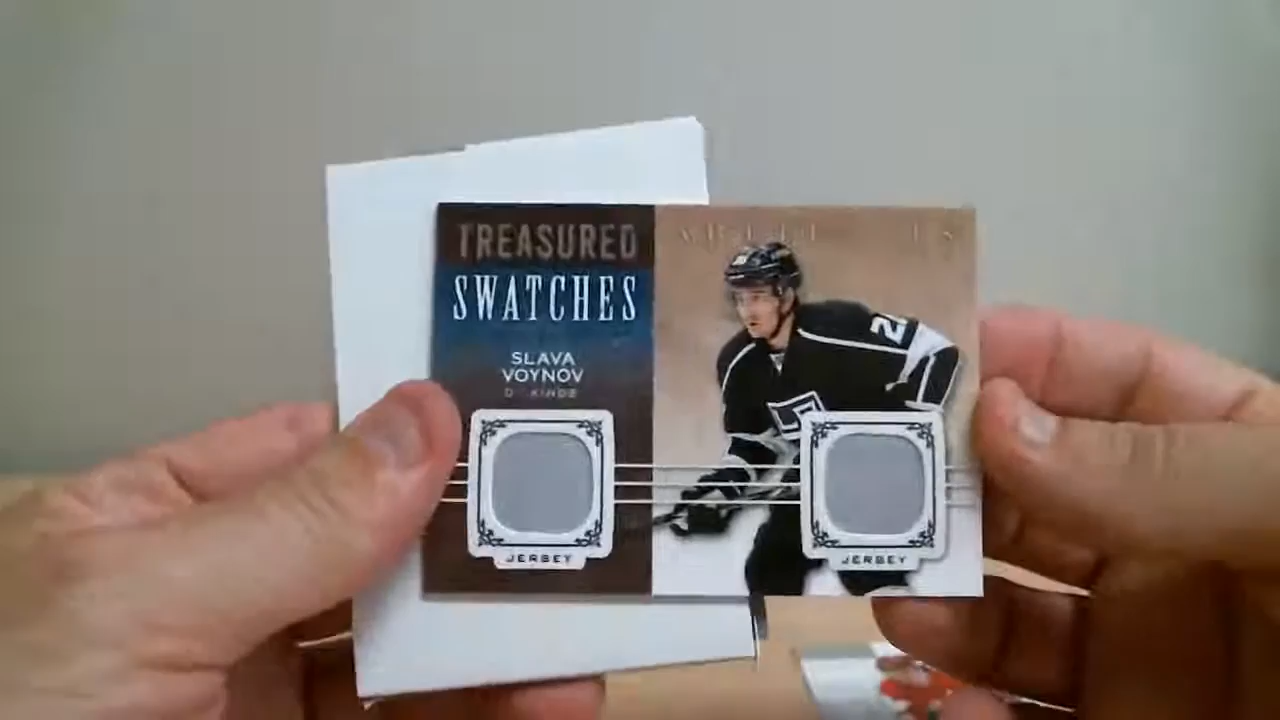 TREASURED
SWATCHES
SLAVA
VOYNOV
D KINGS
JERSEY
JERSEY